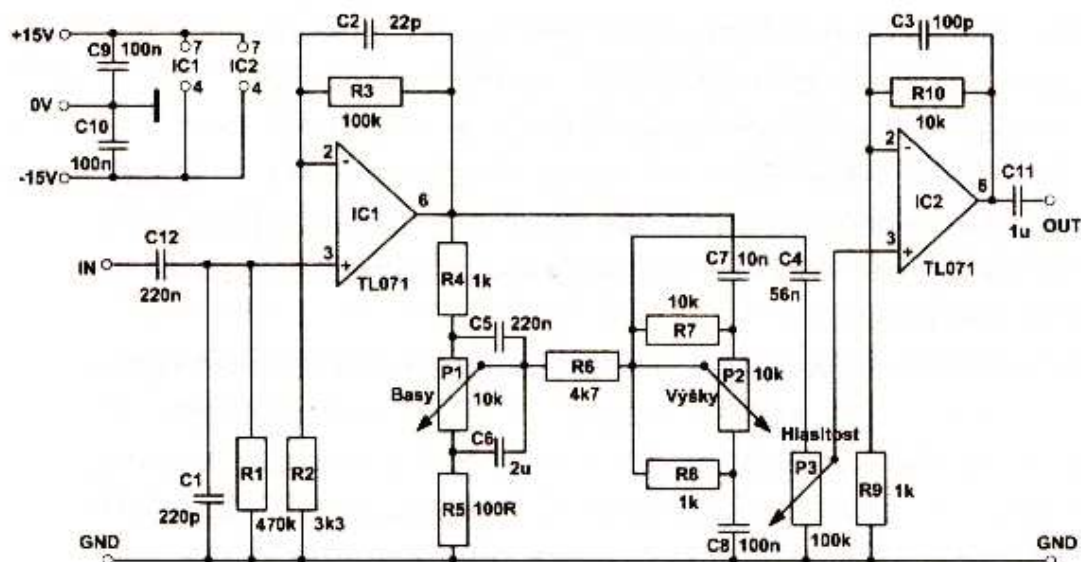 +15V
C9
100n
7
IC1
4
7
IC2
4
0V
C10
100n
-15V
C2
22p
R3
100k
2
-
6
IC1
3
+
TL071
IN
C12
220n
C1
220p
R1
470k
R2
3k3
R4
1k
C5
220n
P1
Basy
10k
C6
2u
R5
100R
R6
4k7
C7
10n
C4
56n
10k
R7
P2
10k
Výšky
R8
1k
C8
100n
Hlasitost
P3
100k
C3
100p
R10
10k
2
-
IC2
3
+
TL071
C11
1u
OUT
R9
1k
GND
GND